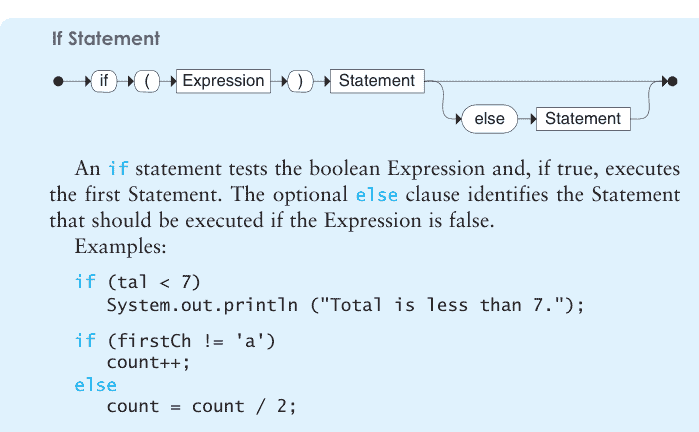 If Statement
if ( Expression ) Statement
else Statement
An if statement tests the boolean Expression and, if true, executes
the first Statement. The optional else clause identifies the Statement
that should be executed if the Expression is false.
Examples:
if (tal < 7)
System.out.println ("Total is less than 7.");
if (firstCh != 'a')
count++;
else
count = count / 2;